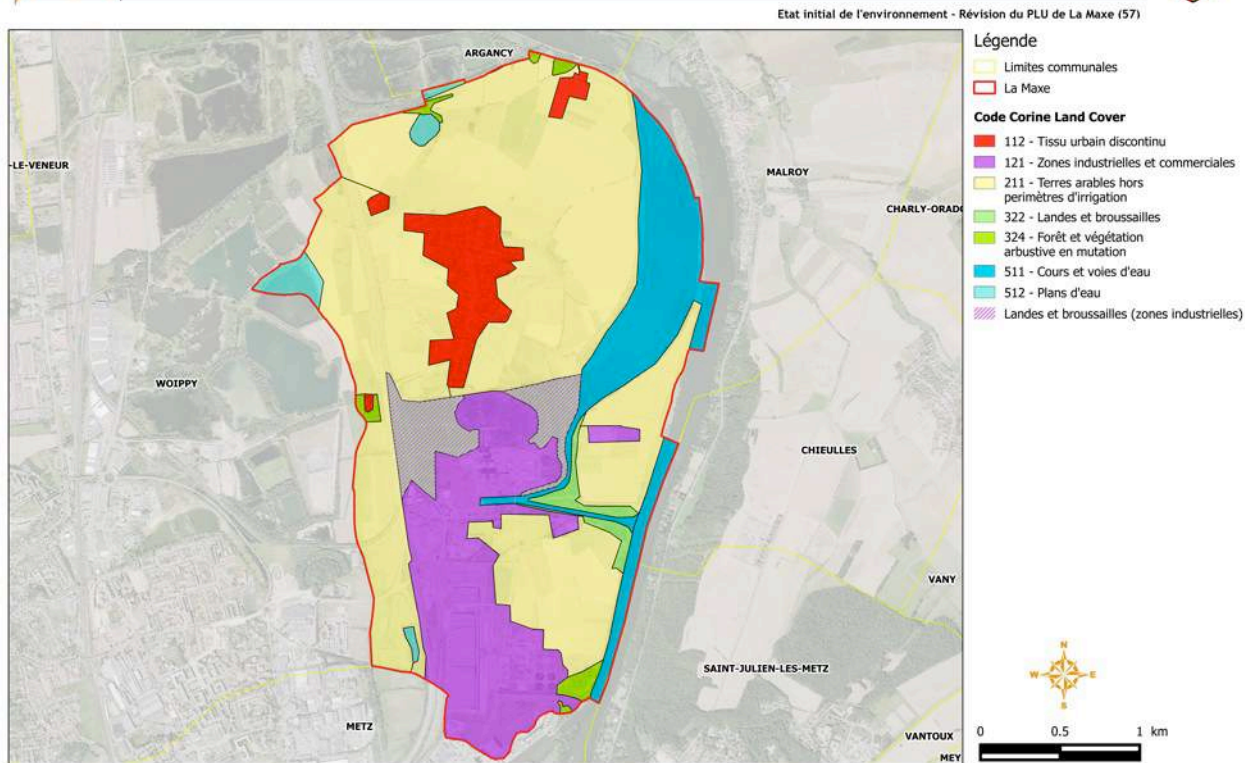 Etat initial de l'environnement - Révision du PLU de La Maxe (57)
Légende
Limites communales
La Maxe
Code Corine Land Cover
112 - Tissu urbain discontinu
121 - Zones industrielles et commerciales
211 - Terres arables hors
perimètres d'irrigation
322 - Landes et broussailles
324 - Forêt et végétation
arbustive en mutation
511 - Cours et voies d'eau
512 - Plans d'eau
Landes et broussailles (zones industrielles)
ARGANCY
-LE-VENEUR
MALROY
CHARLY-ORADO
WOIPPY
CHIEULLES
VANY
SAINT-JULIEN-LES-METZ
METZ
VANTOUX
MEY
N
W E
S
0 0.5 1 km